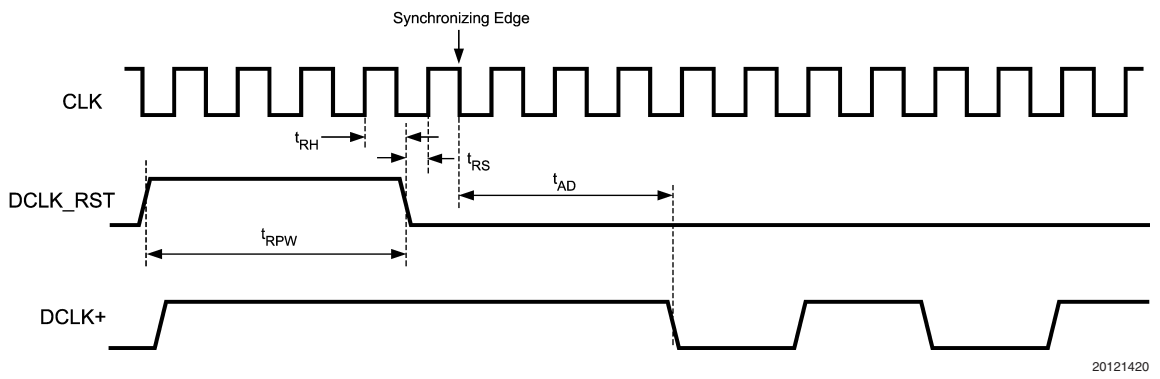 Synchronizing Edge
CLK
tRH
tRS
tAD
DCLK_RST
tRPW
DCLK+
20121420